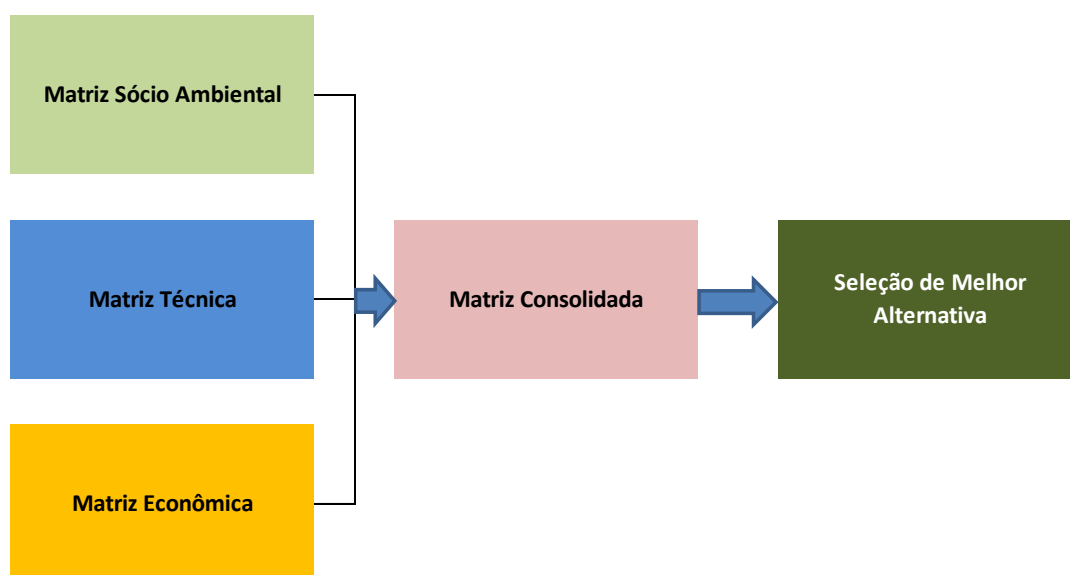 Matriz Sócio Ambiental
Matriz Técnica
Matriz Econômica
Matriz Consolidada
Seleção de Melhor
Alternativa